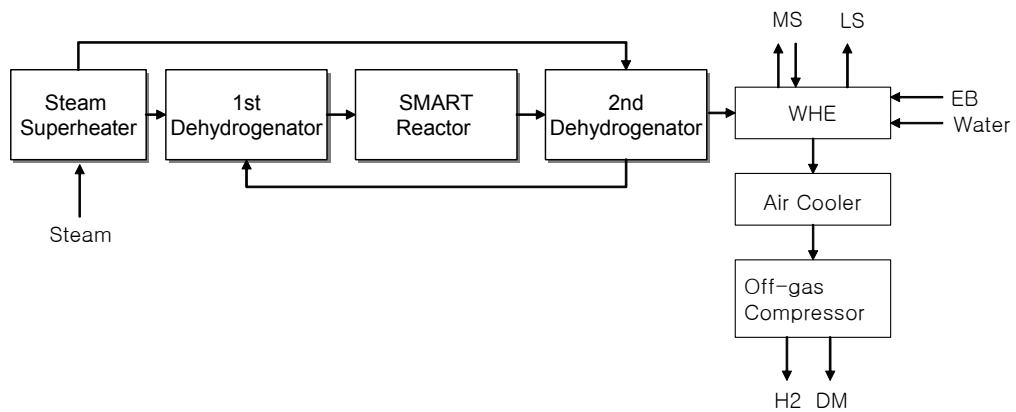 MS
LS
Steam
Superheater
1st
Dehydrogenator
SMART
Reactor
2nd
Dehydrogenator
WHE
EB
Water
Steam
Air Cooler
Off-gas
Compressor
H2
DM